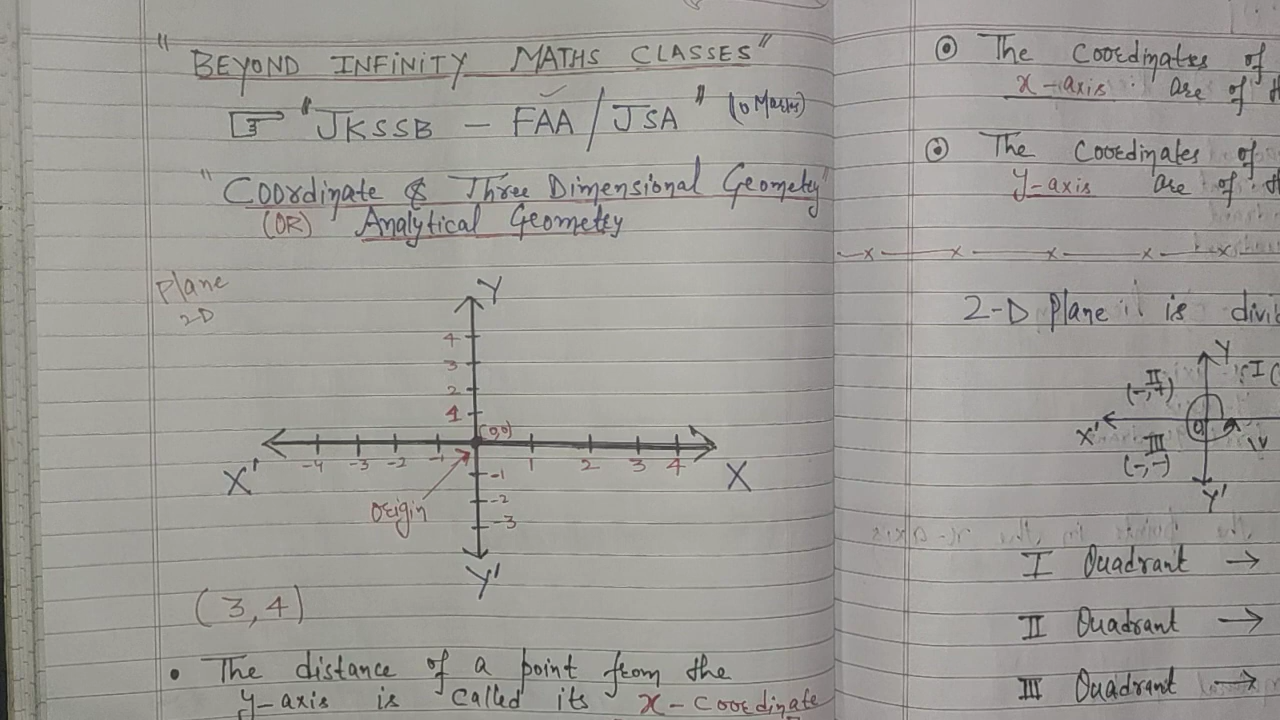 "BEYOND INFINITY MATHS CLASSES"
"JKSSB - FAA / JSA" (10 Marks)
"Coordinate & Three Dimensional Geometry"
(OR) Analytical Geometry
Plane
2-D
Y
4
3
2
1
(0,0)
-4 -3 -2 -1 1 2 3 4
X' X
-1
origin
-2
-3
Y'
(3,4)
• The distance of a point from the
y-axis is called its x-coordinate
The Coordinates of
x-axis are of
The Coordinates of
y-axis are of
x x x x x
2-D Plane is
Y
II I
(-,+)
X' O
III IV
(-,-)
Y'
I Quadrant →
II Quadrant →
III Quadrant →